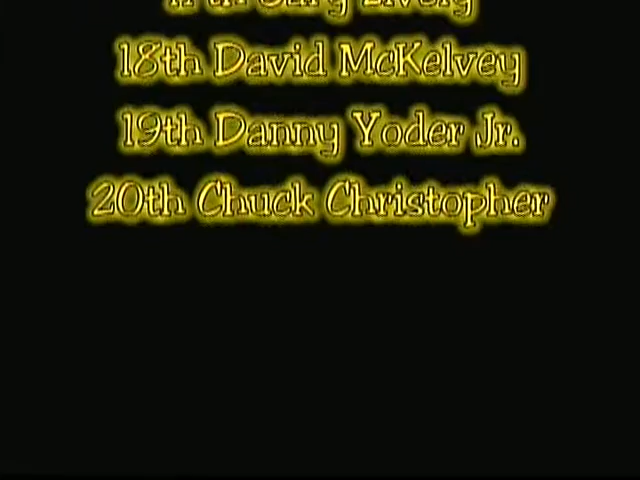 18th David McKelvey
19th Danny Yoder Jr.
20th Chuck Christopher